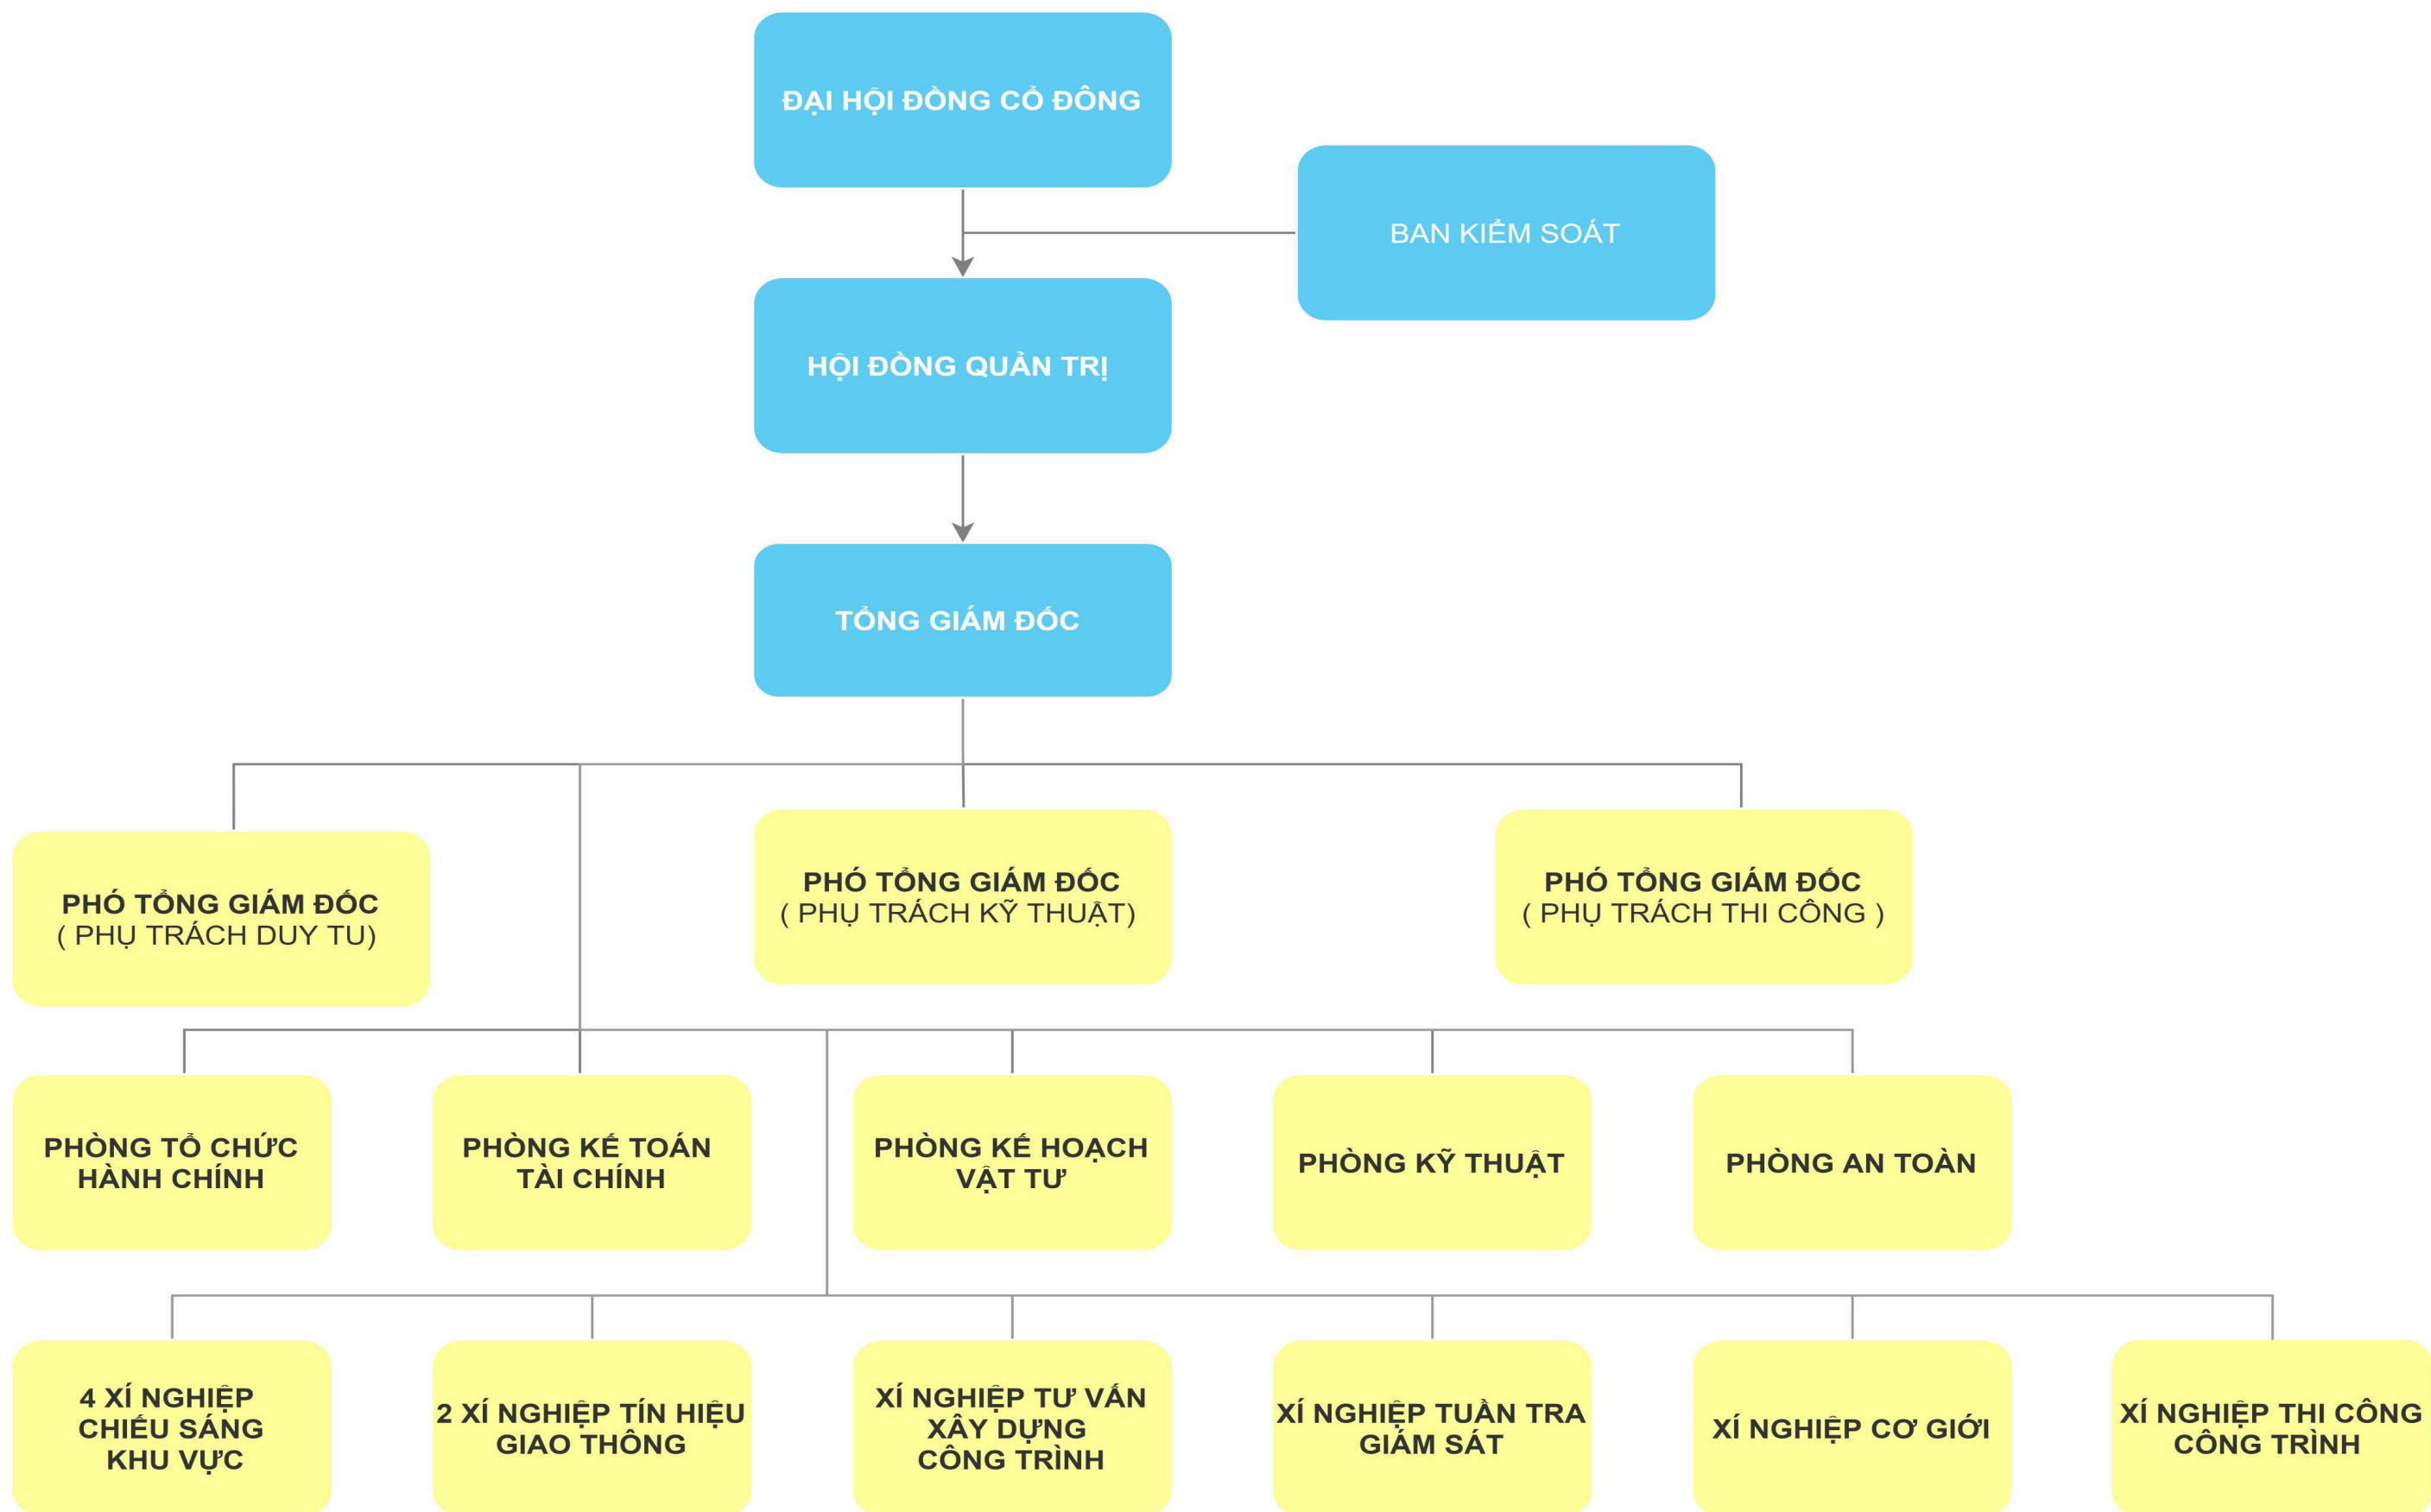 ĐẠI HỘI ĐỒNG CỔ ĐÔNG
BAN KIỂM SOÁT
HỘI ĐỒNG QUẢN TRỊ
TỔNG GIÁM ĐỐC
PHÓ TỔNG GIÁM ĐỐC
( PHỤ TRÁCH DUY TU)
PHÓ TỔNG GIÁM ĐỐC
( PHỤ TRÁCH KỸ THUẬT)
PHÓ TỔNG GIÁM ĐỐC
( PHỤ TRÁCH THI CÔNG )
PHÒNG TỔ CHỨC
HÀNH CHÍNH
PHÒNG KẾ TOÁN
TÀI CHÍNH
PHÒNG KẾ HOẠCH
VẬT TƯ
PHÒNG KỸ THUẬT
PHÒNG AN TOÀN
4 XÍ NGHIỆP
CHIẾU SÁNG
KHU VỰC
2 XÍ NGHIỆP TÍN HIỆU
GIAO THÔNG
XÍ NGHIỆP TƯ VẤN
XÂY DỰNG
CÔNG TRÌNH
XÍ NGHIỆP TUẦN TRA
GIÁM SÁT
XÍ NGHIỆP CƠ GIỚI
XÍ NGHIỆP THI CÔNG
CÔNG TRÌNH